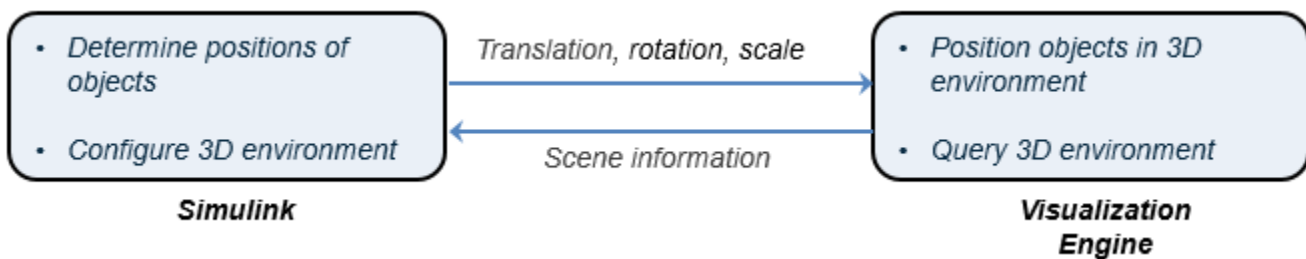 • Determine positions of
objects
• Configure 3D environment
Simulink
Translation, rotation, scale
Scene information
• Position objects in 3D
environment
• Query 3D environment
Visualization
Engine